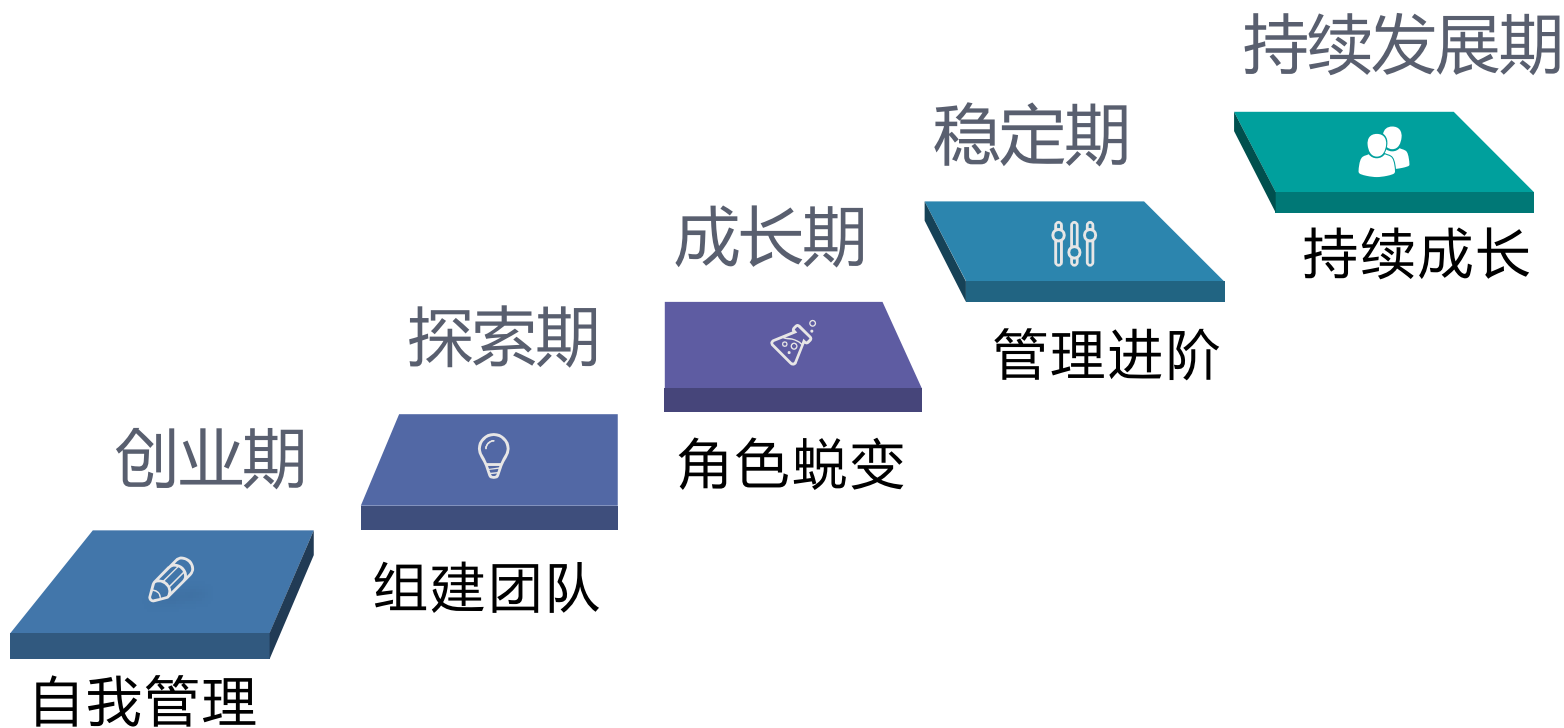 创业期
自我管理
探索期
组建团队
成长期
角色蜕变
稳定期
管理进阶
持续发展期
持续成长